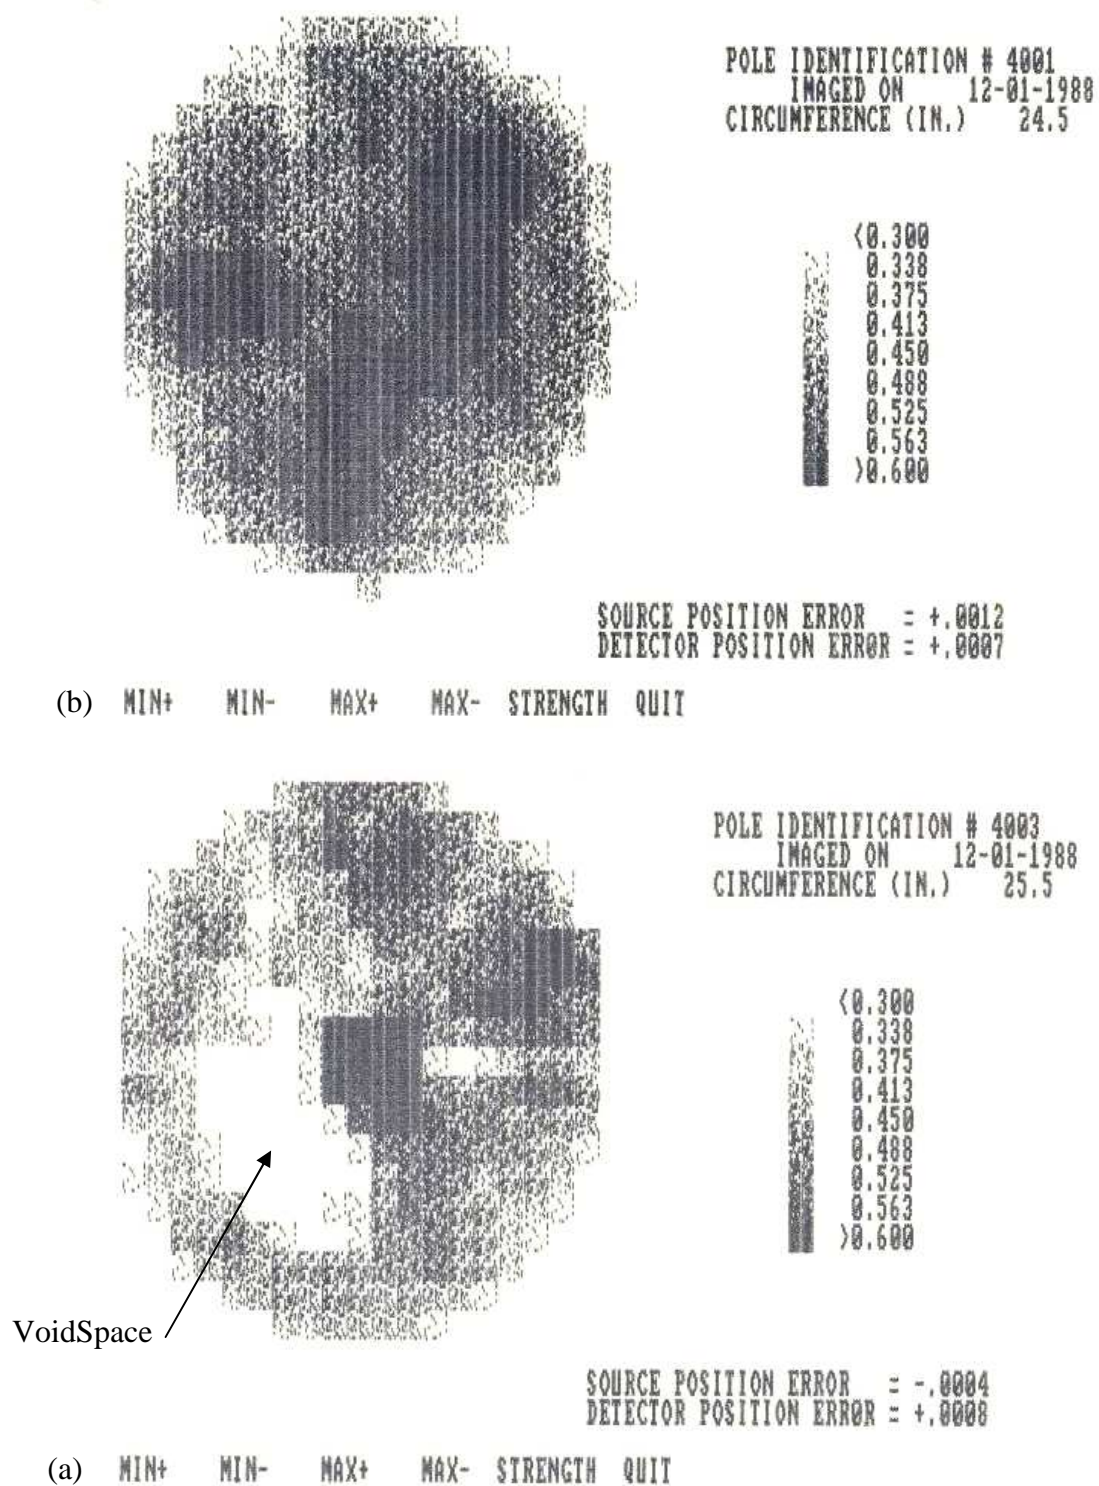 POLE IDENTIFICATION # 4001
IMAGED ON 12-01-1988
CIRCUMFERENCE (IN.) 24.5
<0.300
0.338
0.375
0.413
0.450
0.488
0.525
0.563
>0.600
SOURCE POSITION ERROR = +.0012
DETECTOR POSITION ERROR = +.0007
(b) MIN+ MIN- MAX+ MAX- STRENGTH QUIT
POLE IDENTIFICATION # 4003
IMAGED ON 12-01-1988
CIRCUMFERENCE (IN.) 25.5
<0.300
0.338
0.375
0.413
0.450
0.488
0.525
0.563
>0.600
VoidSpace
SOURCE POSITION ERROR = -.0004
DETECTOR POSITION ERROR = +.0008
(a) MIN+ MIN- MAX+ MAX- STRENGTH QUIT